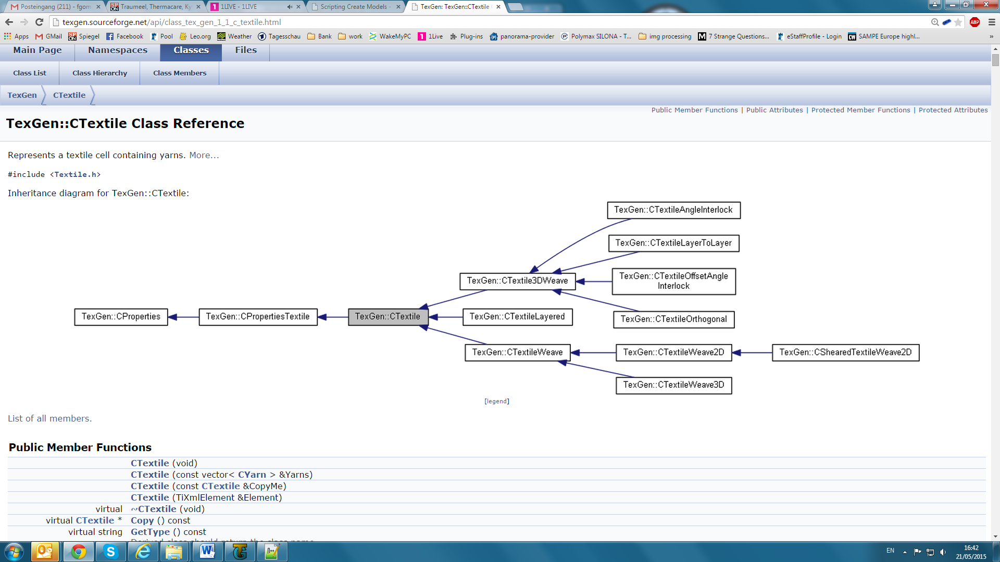 Posteingang (211) - fgom
Traumeel, Thermacare, Ky
1LIVE - 1LIVE
Scripting Create Models -
TexGen: TexGen::CTextile
texgen.sourceforge.net/api/class_tex_gen_1_1_c_textile.html
ABP
Apps GMail Spiegel Facebook Pool Leo.org Weather Tagesschau Bank work WakeMyPC 1Live Plug-ins panorama-provider Polymax SILONA - T... img processing 7 Strange Questions... eStaffProfile - Login SAMPE Europe highl... »
Main Page Namespaces Classes Files
Class List Class Hierarchy Class Members
TexGen CTextile
Public Member Functions | Public Attributes | Protected Member Functions | Protected Attributes
TexGen::CTextile Class Reference
Represents a textile cell containing yarns. More...
#include <Textile.h>
Inheritance diagram for TexGen::CTextile:
TexGen::CTextileAngleInterlock
TexGen::CTextileLayerToLayer
TexGen::CTextile3DWeave
TexGen::CTextileOffsetAngle
Interlock
TexGen::CProperties
TexGen::CPropertiesTextile
TexGen::CTextile
TexGen::CTextileLayered
TexGen::CTextileOrthogonal
TexGen::CTextileWeave
TexGen::CTextileWeave2D
TexGen::CShearedTextileWeave2D
TexGen::CTextileWeave3D
[legend]
List of all members.
Public Member Functions
CTextile (void)
CTextile (const vector< CYarn > &Yarns)
CTextile (const CTextile &CopyMe)
CTextile (TiXmlElement &Element)
virtual ~CTextile (void)
virtual CTextile * Copy () const
virtual string GetType () const
Derived class should return the class name
EN
16:42
21/05/2015